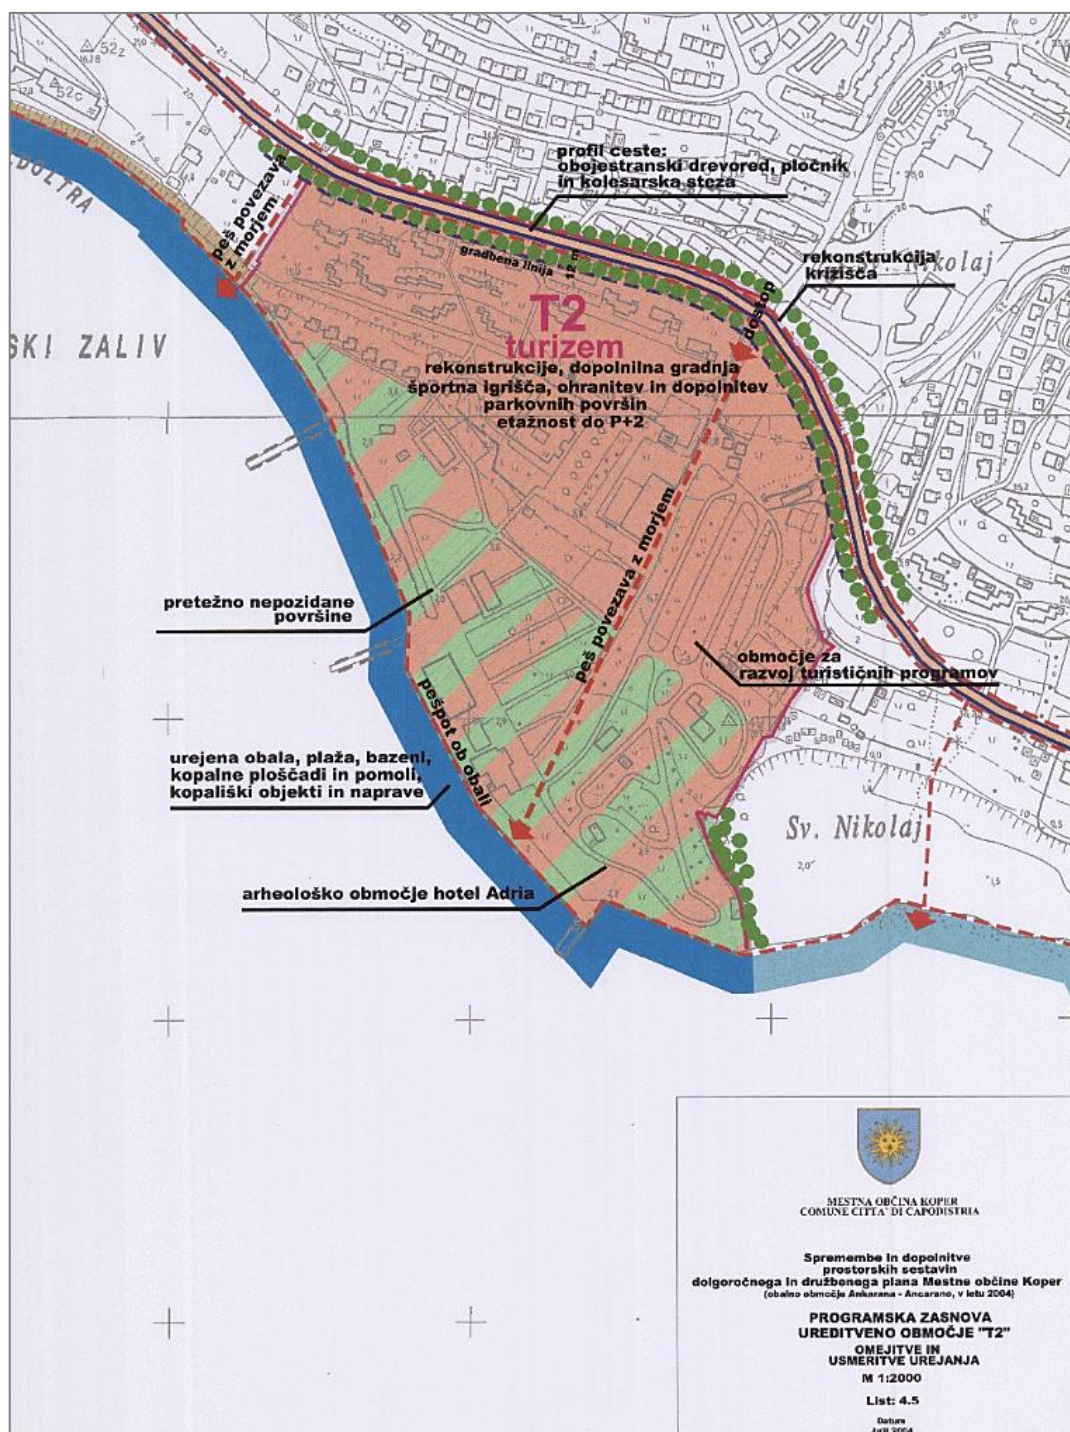 52z
52c
profil ceste:
obojestranski drevored, pločnik
in kolesarska steza
peš povezava
z morjem
gradbena linija
12 m
rekonstrukcija
križišča
Nikolaj
dostop
SKI ZALIV
T2
turizem
rekonstrukcije, dopolnilna gradnja
športna igrišča, ohranitev in dopolnitev
parkovnih površin
etažnost do P+2
peš povezava z morjem
pretežno nepozidane
površine
območje za
razvoj turističnih programov
pešpot ob obali
urejena obala, plaža, bazeni,
kopalne ploščadi in pomoli,
kopališki objekti in naprave
Sv. Nikolaj
arheološko območje hotel Adria
MESTNA OBČINA KOPER
COMUNE CITTA' DI CAPODISTRIA
Spremembe in dopolnitve
prostorskih sestavin
dolgoročnega in družbenega plana Mestne občine Koper
(obalno območje Ankarana - Ancarano, v letu 2004)
PROGRAMSKA ZASNOVA
UREDITVENO OBMOČJE "T2"
OMEJITVE IN
USMERITVE UREJANJA
M 1:2000
List: 4.5
Datum
Julij 2004